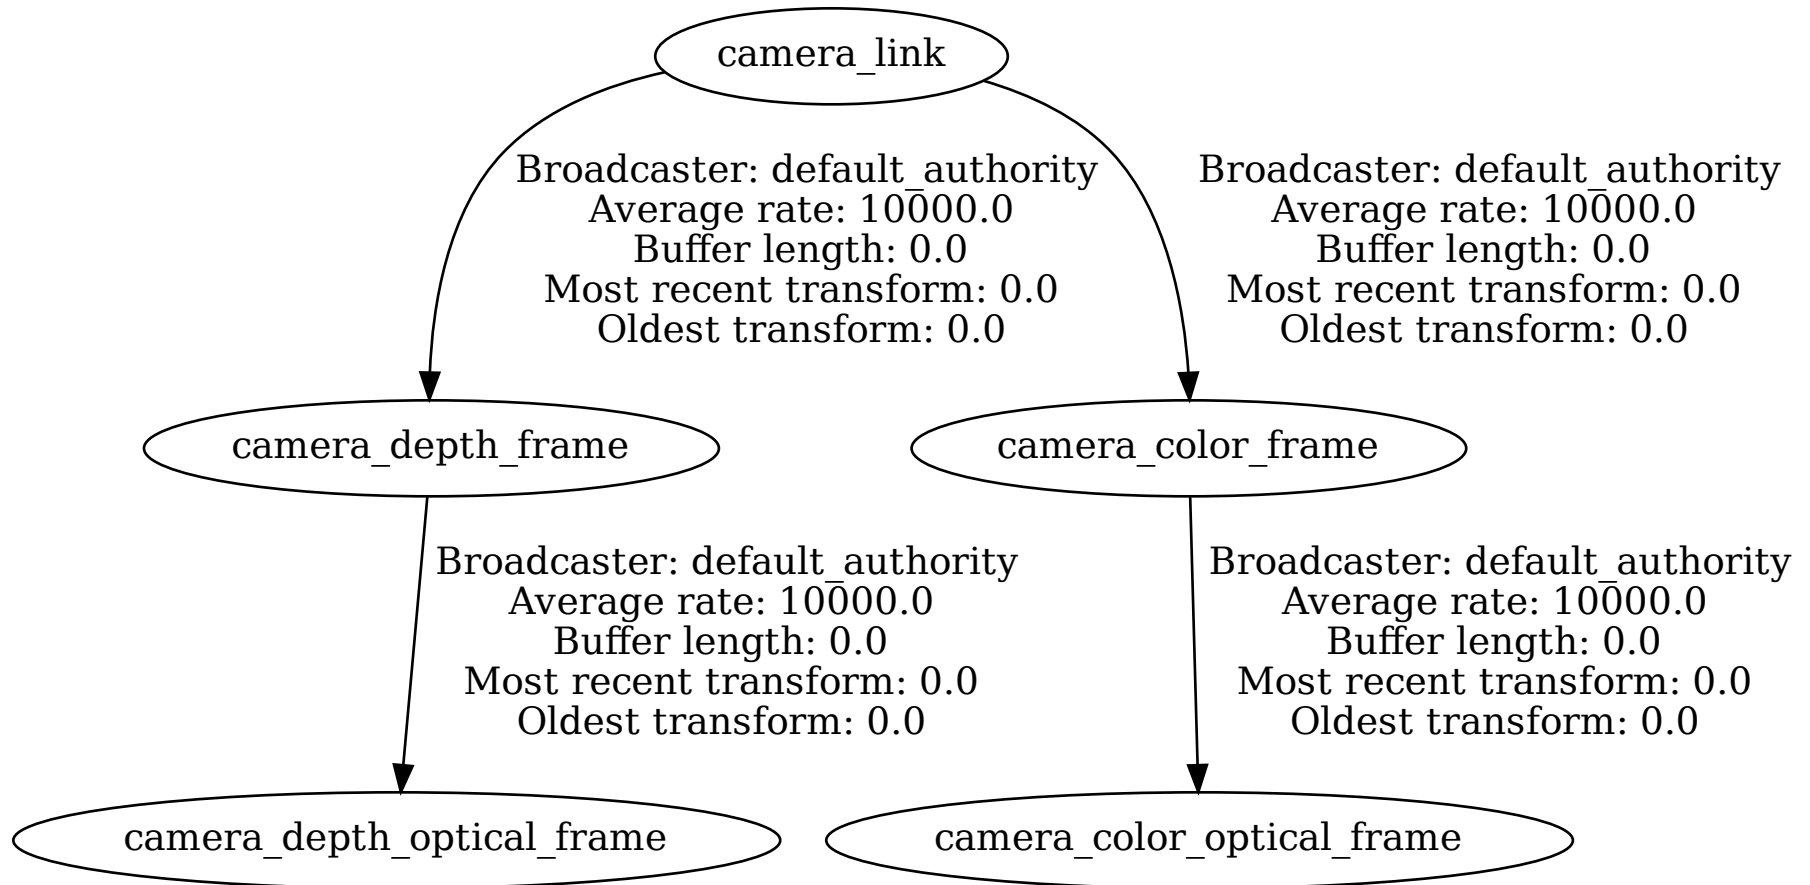 camera_link
Broadcaster: default_authority
Average rate: 10000.0
Buffer length: 0.0
Most recent transform: 0.0
Oldest transform: 0.0
Broadcaster: default_authority
Average rate: 10000.0
Buffer length: 0.0
Most recent transform: 0.0
Oldest transform: 0.0
camera_depth_frame
camera_color_frame
Broadcaster: default_authority
Average rate: 10000.0
Buffer length: 0.0
Most recent transform: 0.0
Oldest transform: 0.0
Broadcaster: default_authority
Average rate: 10000.0
Buffer length: 0.0
Most recent transform: 0.0
Oldest transform: 0.0
camera_depth_optical_frame
camera_color_optical_frame